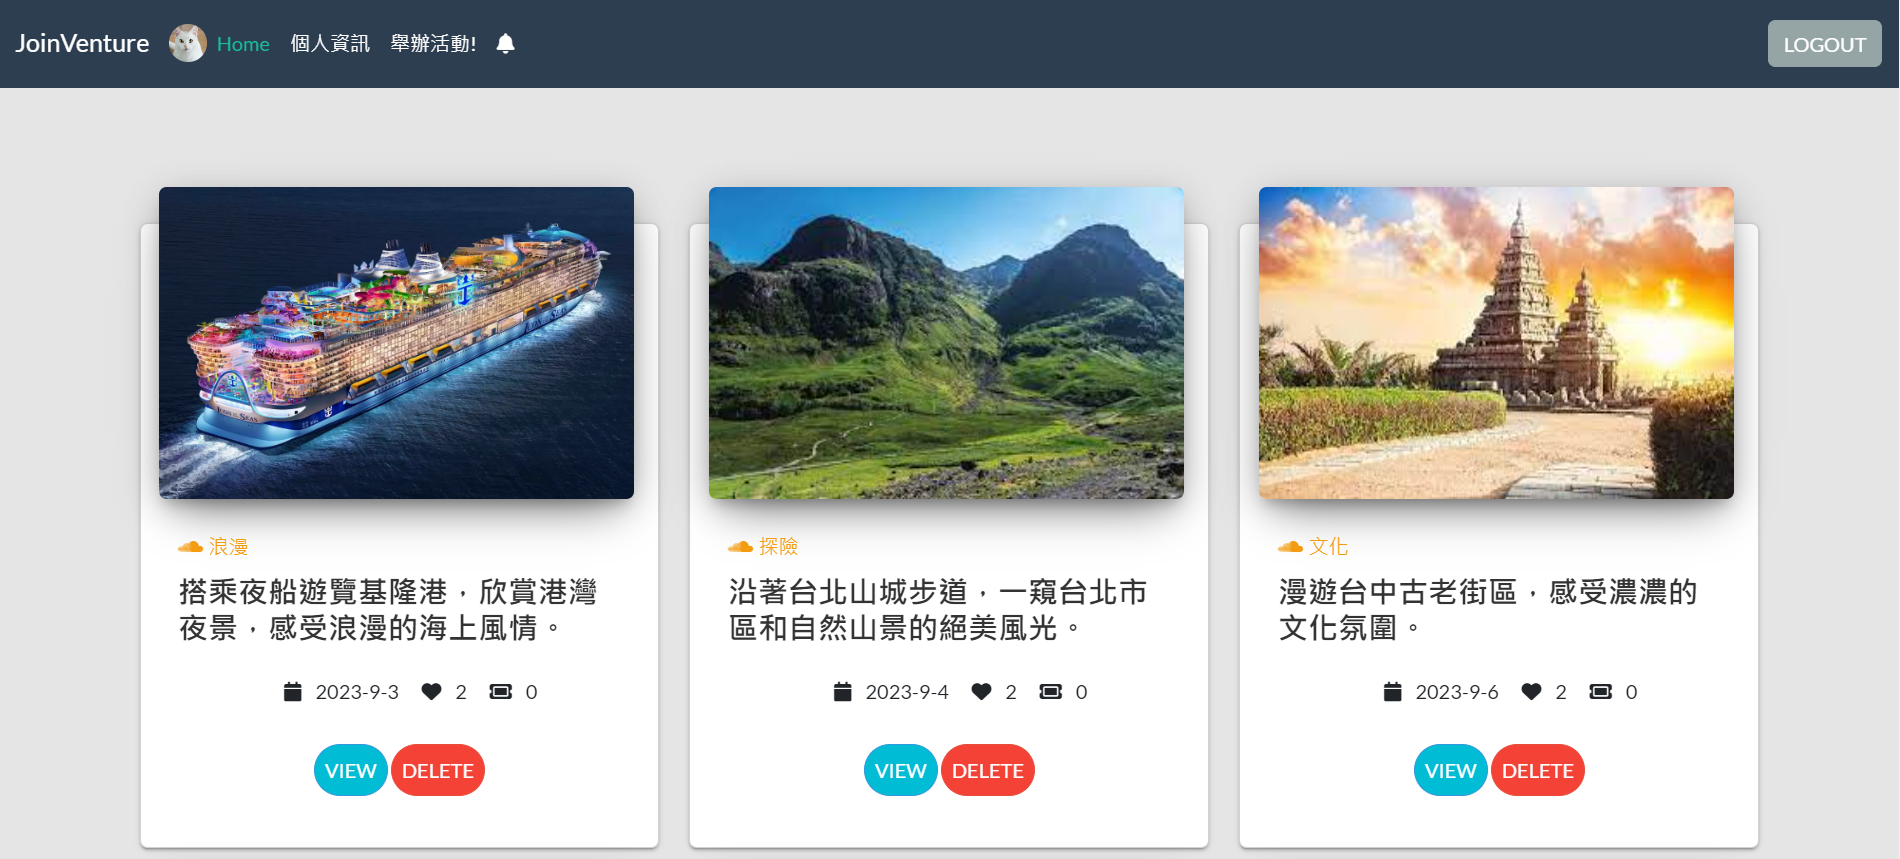 JoinVenture Home 個人資訊 舉辦活動! LOGOUT
浪漫
搭乘夜船遊覽基隆港，欣賞港灣
夜景，感受浪漫的海上風情。
2023-9-3 2 0
VIEW DELETE
探險
沿著台北山城步道，一窺台北市
區和自然山景的絕美風光。
2023-9-4 2 0
VIEW DELETE
文化
漫遊台中古老街區，感受濃濃的
文化氛圍。
2023-9-6 2 0
VIEW DELETE